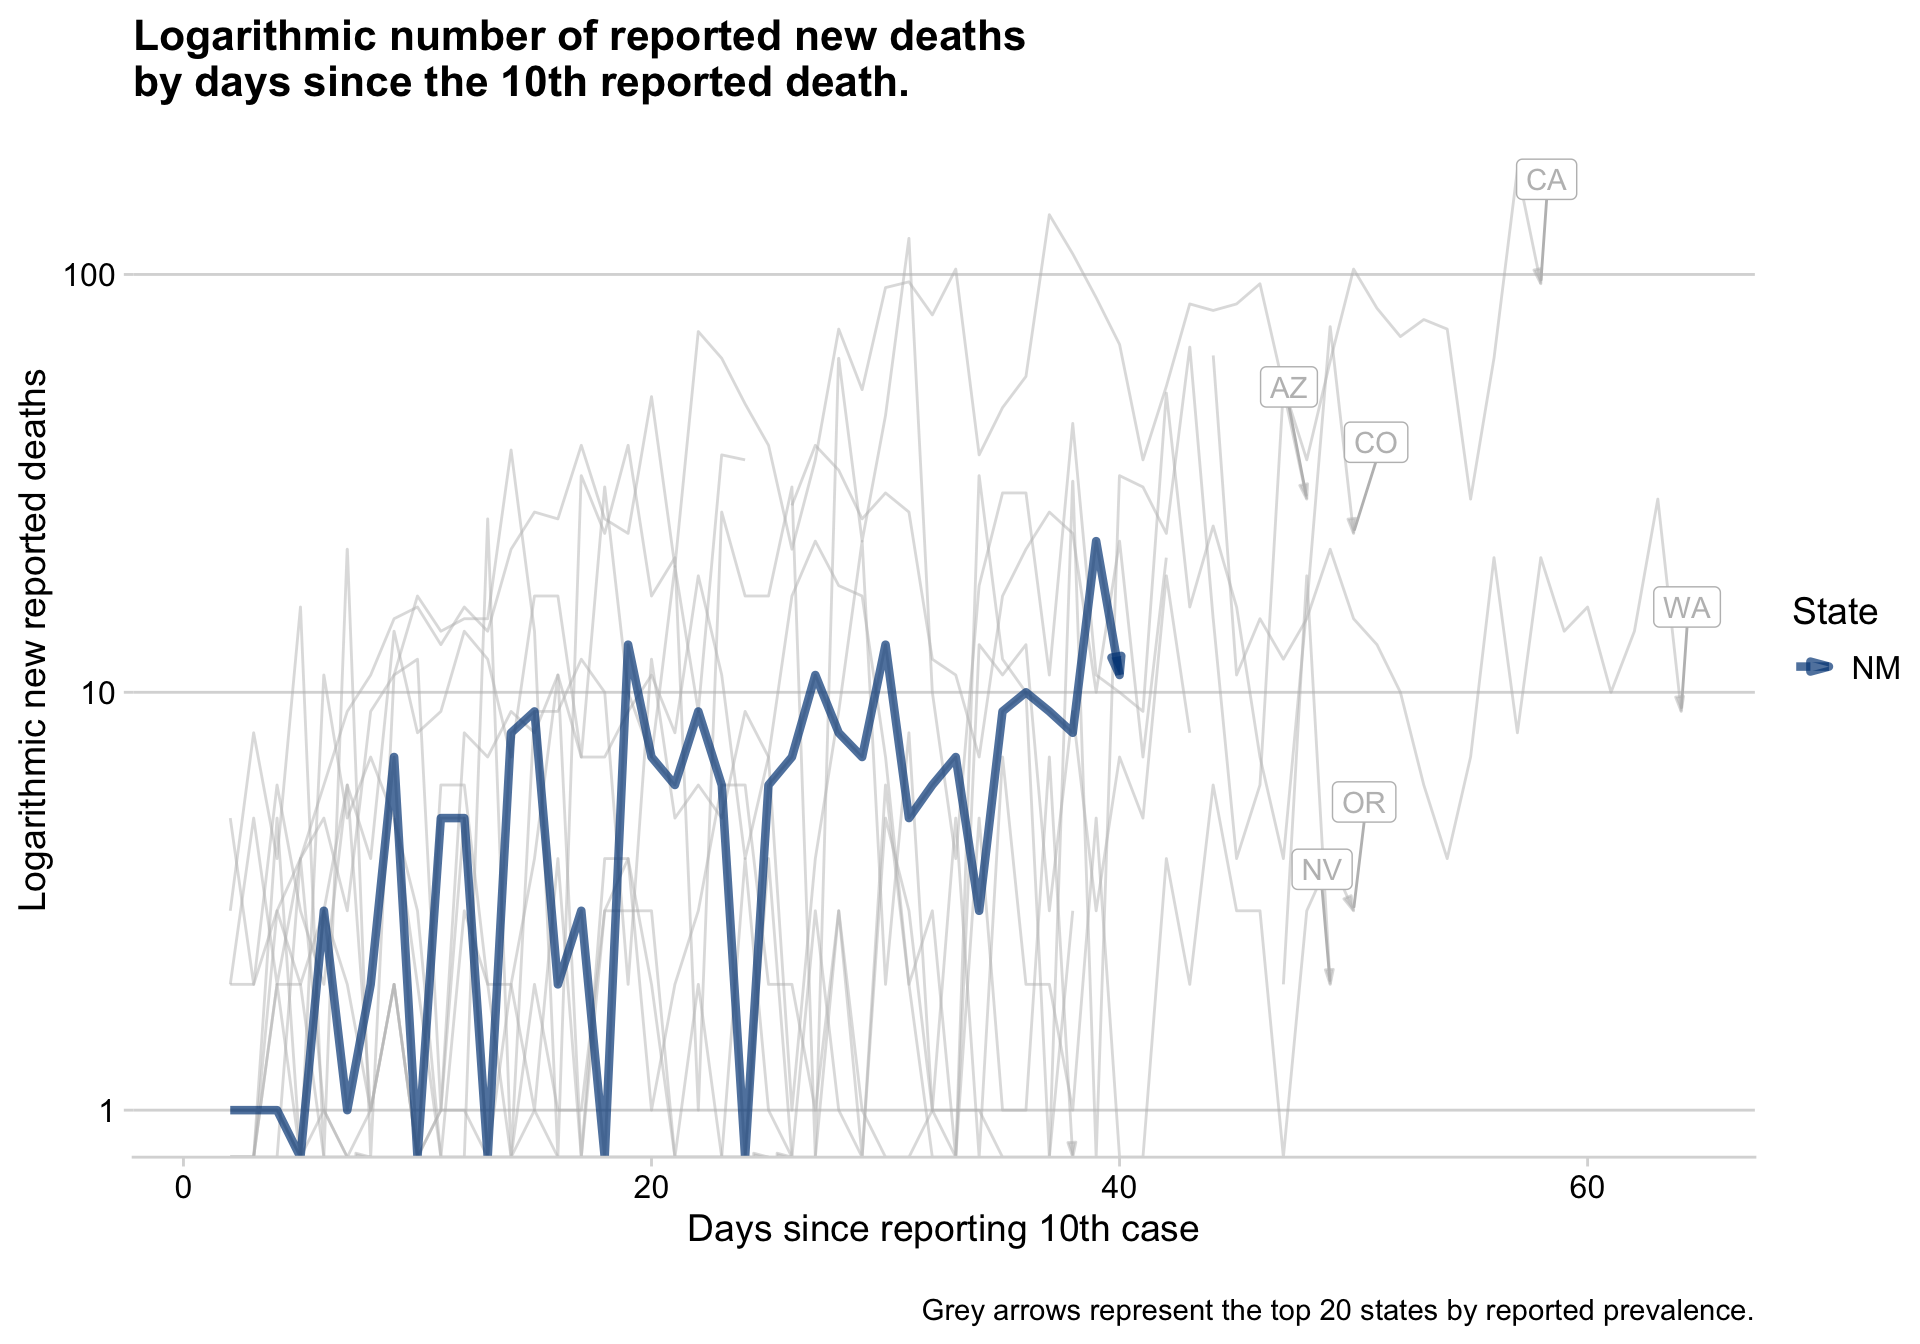 Logarithmic number of reported new deaths
by days since the 10th reported death.
Logarithmic new reported deaths
100
10
1
CA
AZ
CO
WA
OR
NV
State
NM
0
20
40
60
Days since reporting 10th case
Grey arrows represent the top 20 states by reported prevalence.